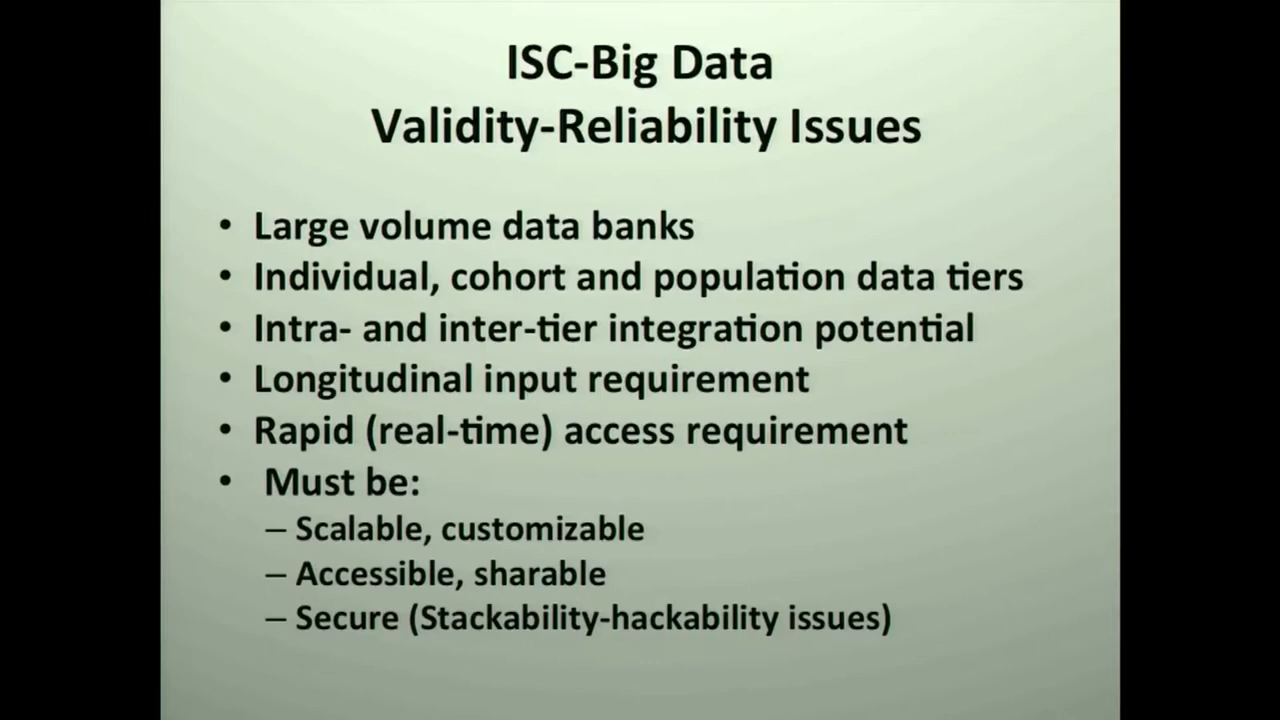 ISC-Big Data
Validity-Reliability Issues
• Large volume data banks
• Individual, cohort and population data tiers
• Intra- and inter-tier integration potential
• Longitudinal input requirement
• Rapid (real-time) access requirement
• Must be:
– Scalable, customizable
– Accessible, sharable
– Secure (Stackability-hackability issues)